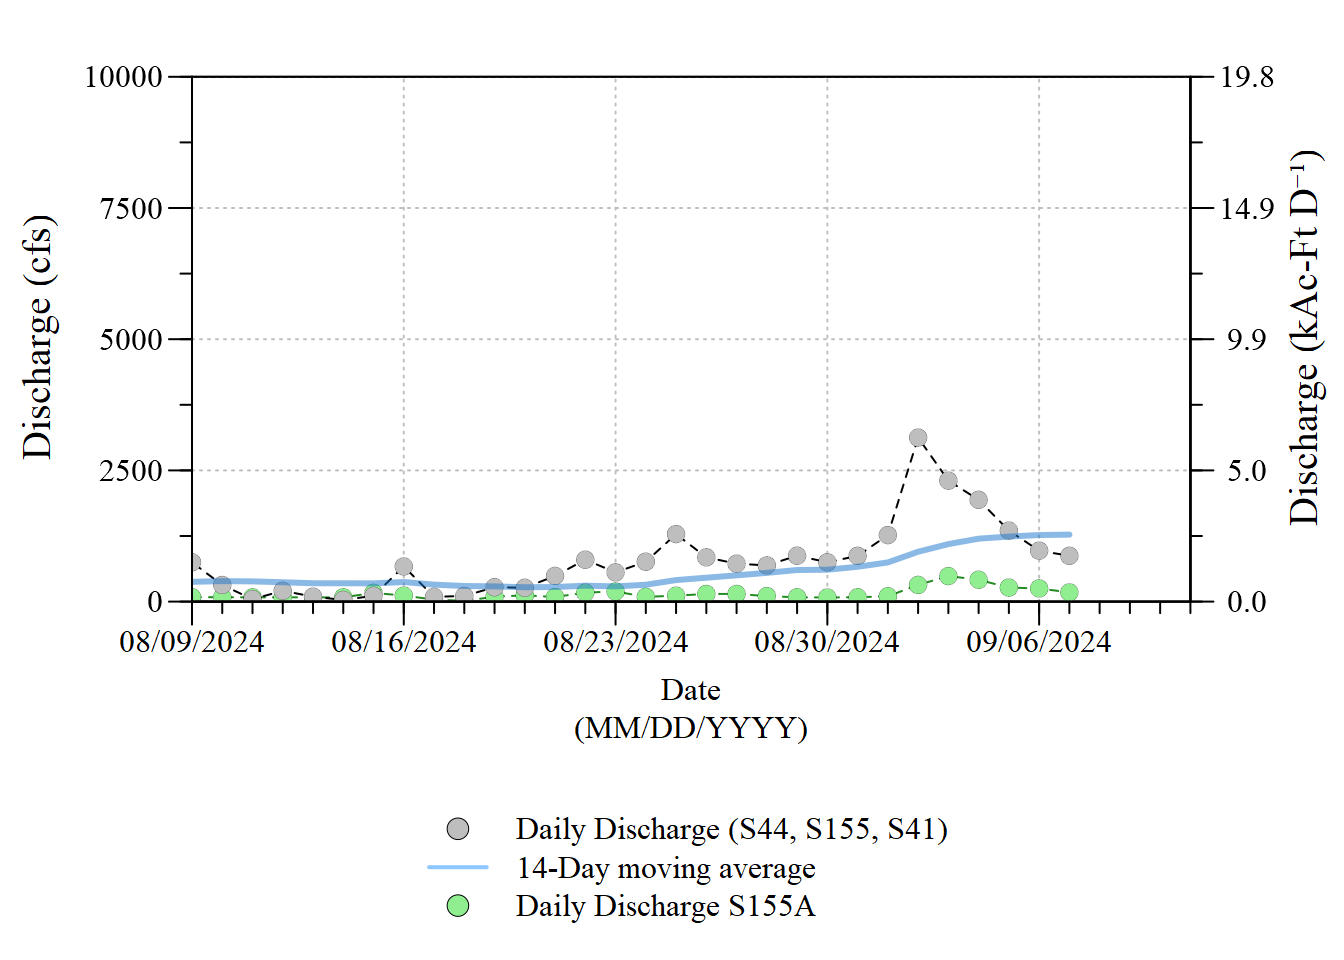 10000
7500
5000
2500
0
Discharge (cfs)
19.8
14.9
9.9
5.0
0.0
Discharge (kAc-Ft D⁻¹)
08/09/2024
08/16/2024
08/23/2024
08/30/2024
09/06/2024
Date
(MM/DD/YYYY)
Daily Discharge (S44, S155, S41)
14-Day moving average
Daily Discharge S155A